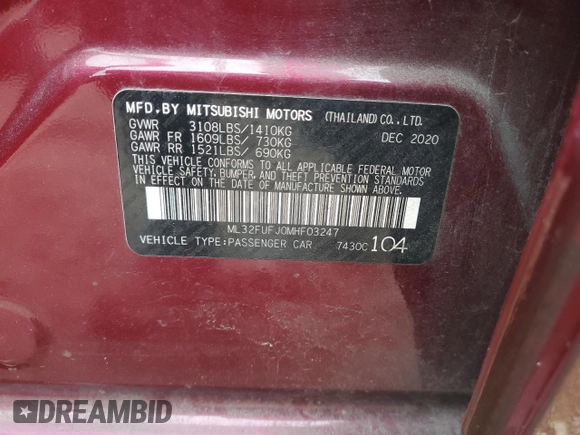 MFD.BY MITSUBISHI MOTORS (THAILAND)CO.,LTD.
GVWR 3108LBS/1410KG DEC 2020
GAWR FR 1609LBS/ 730KG
GAWR RR 1521LBS/ 690KG
THIS VEHICLE CONFORMS TO ALL APPLICABLE FEDERAL MOTOR
VEHICLE SAFETY, BUMPER, AND THEFT PREVENTION STANDARDS
IN EFFECT ON THE DATE OF MANUFACTURE SHOWN ABOVE.
ML32FUFJ0MHF03247
VEHICLE TYPE:PASSENGER CAR 7430C 104
DREAMBID